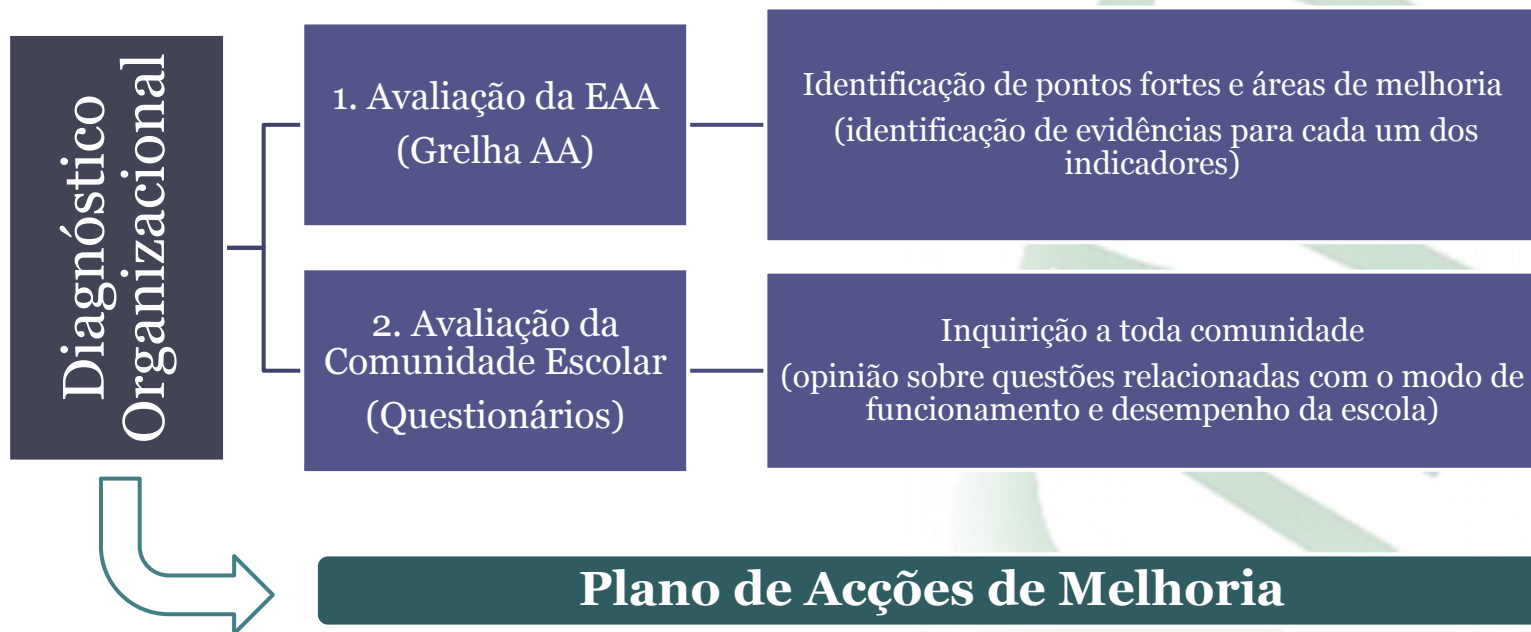 Diagnóstico
Organizacional
1. Avaliação da EAA
(Grelha AA)
Identificação de pontos fortes e áreas de melhoria
(identificação de evidências para cada um dos
indicadores)
2. Avaliação da
Comunidade Escolar
(Questionários)
Inquirição a toda comunidade
(opinião sobre questões relacionadas com o modo de
funcionamento e desempenho da escola)
Plano de Acções de Melhoria